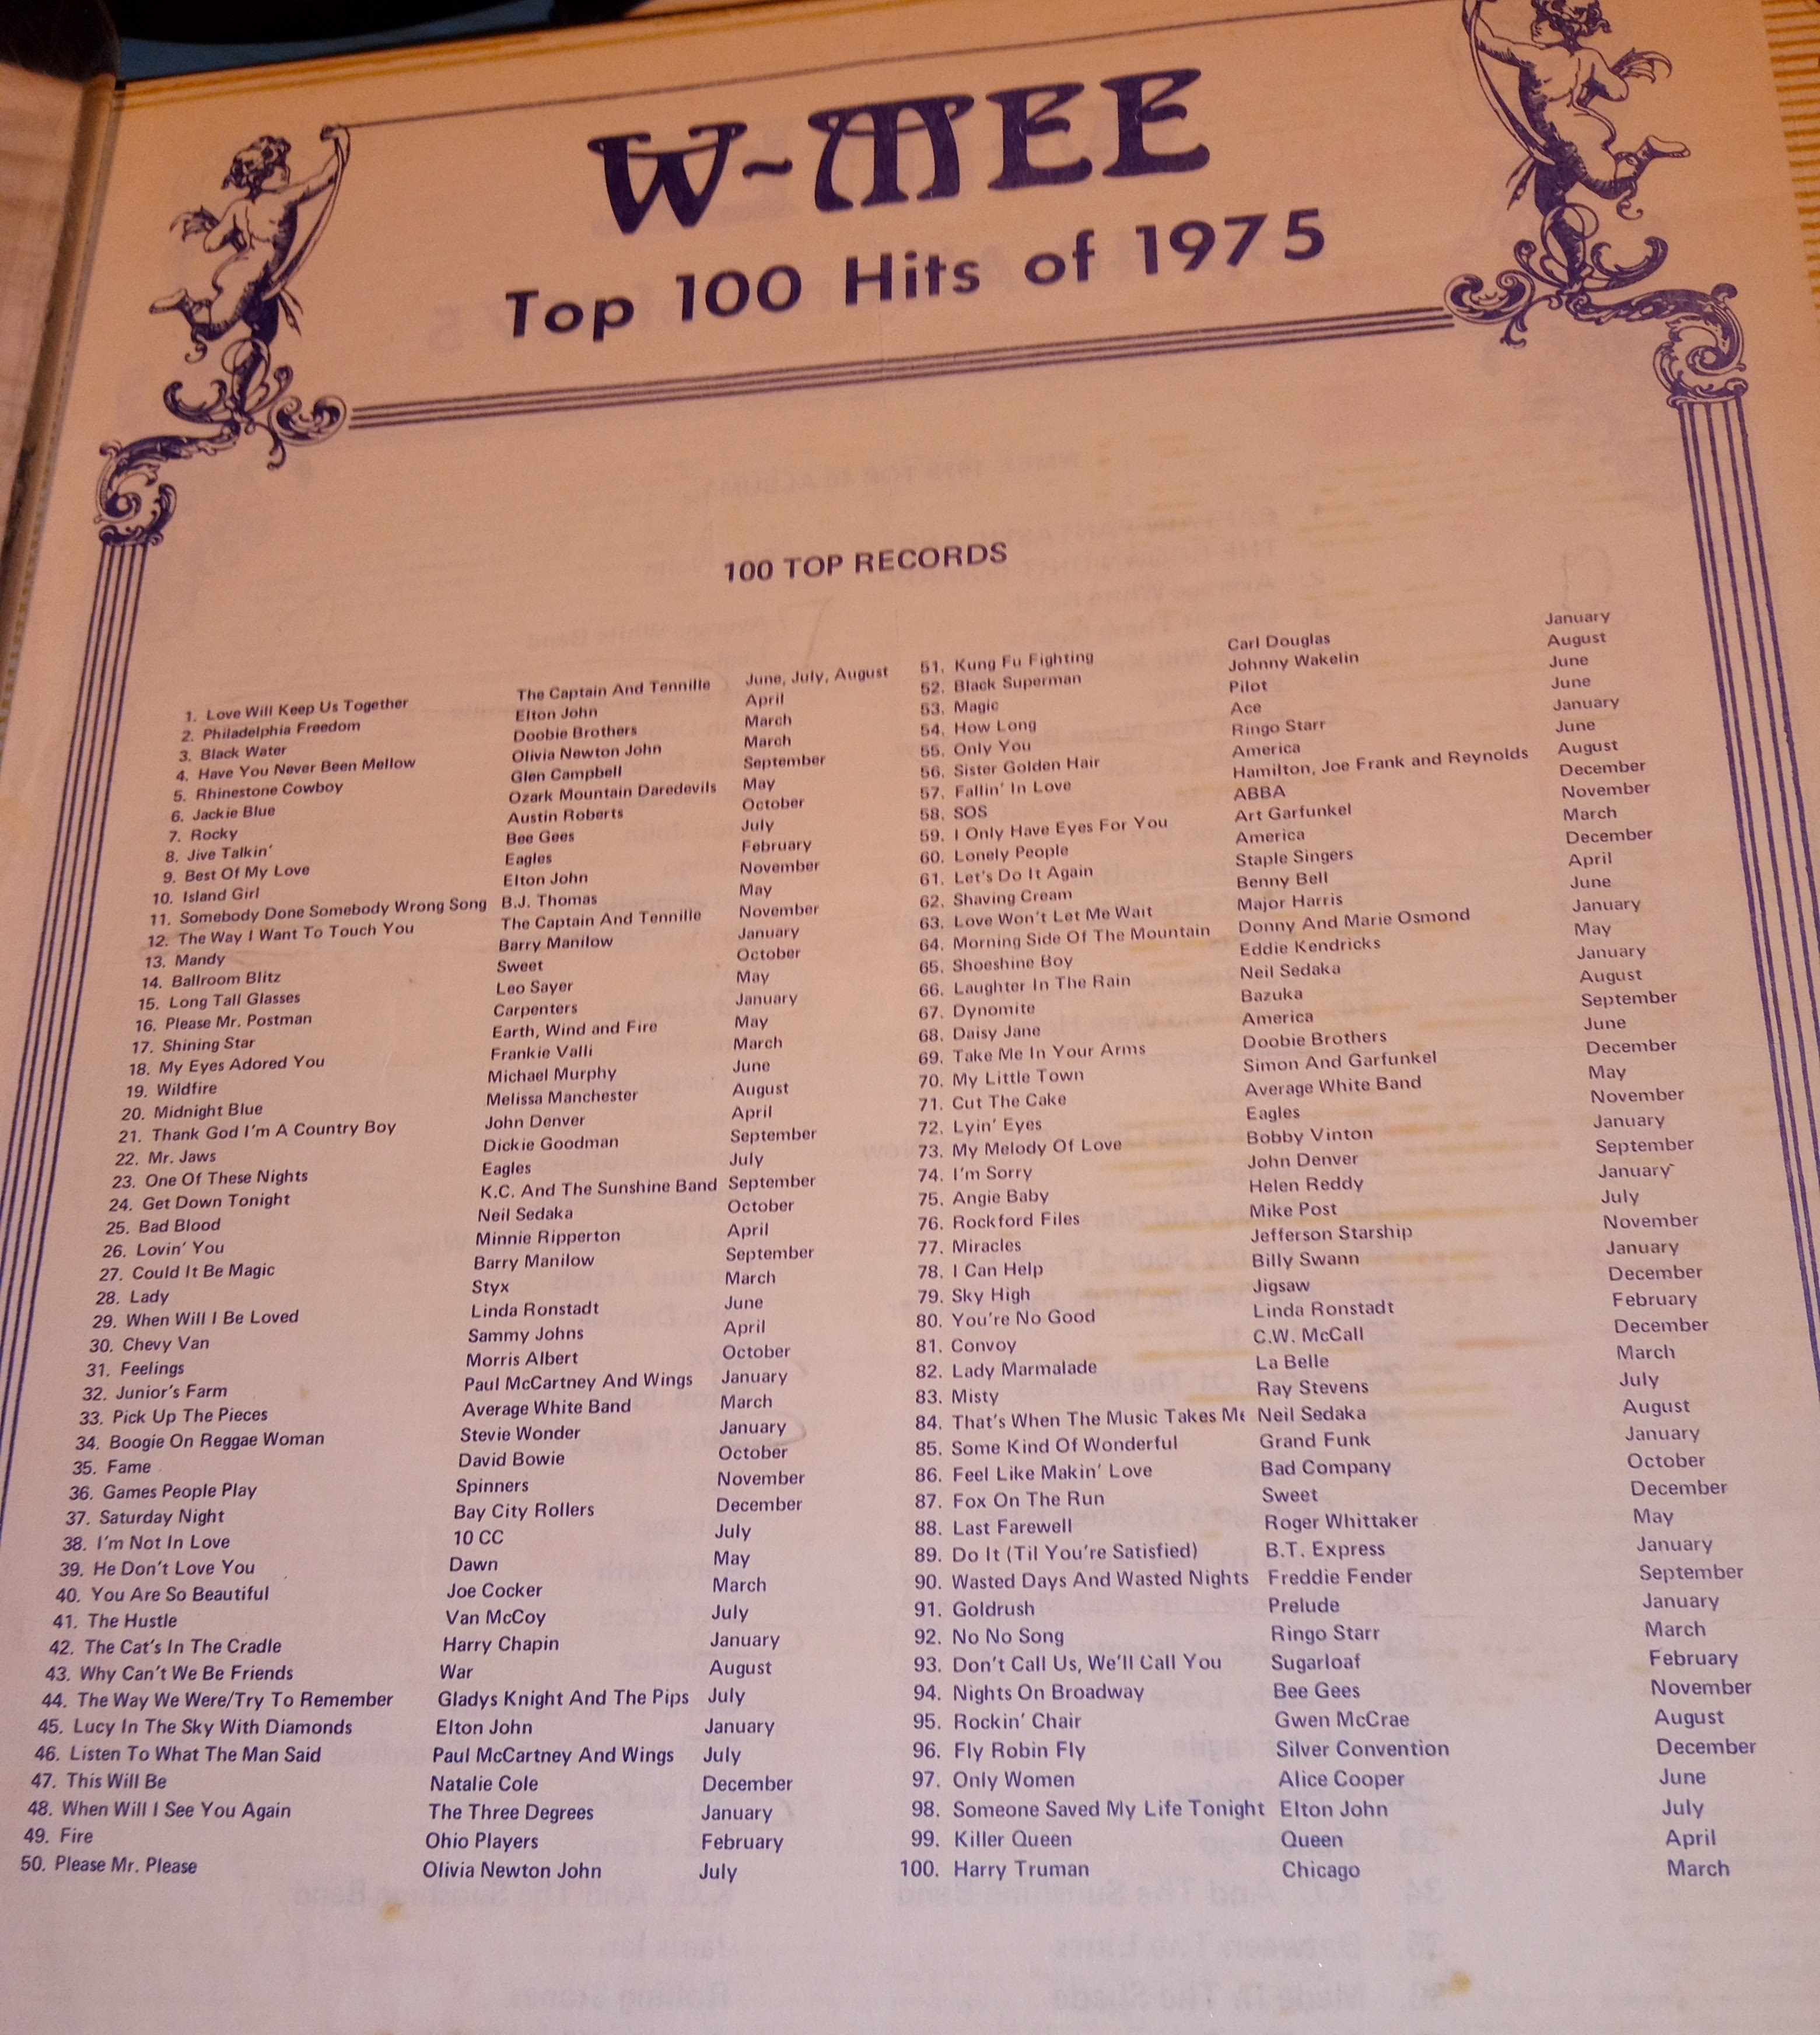 W-MEE
Top 100 Hits of 1975
100 TOP RECORDS
1. Love Will Keep Us Together The Captain And Tennille June, July, August
2. Philadelphia Freedom Elton John April
3. Black Water Doobie Brothers March
4. Have You Never Been Mellow Olivia Newton John March
5. Rhinestone Cowboy Glen Campbell September
6. Jackie Blue Ozark Mountain Daredevils May
7. Rocky Austin Roberts October
8. Jive Talkin' Bee Gees July
9. Best Of My Love Eagles February
10. Island Girl Elton John November
11. Somebody Done Somebody Wrong Song B.J. Thomas May
12. The Way I Want To Touch You The Captain And Tennille November
13. Mandy Barry Manilow January
14. Ballroom Blitz Sweet October
15. Long Tall Glasses Leo Sayer May
16. Please Mr. Postman Carpenters January
17. Shining Star Earth, Wind and Fire May
18. My Eyes Adored You Frankie Valli March
19. Wildfire Michael Murphy June
20. Midnight Blue Melissa Manchester August
21. Thank God I'm A Country Boy John Denver April
22. Mr. Jaws Dickie Goodman September
23. One Of These Nights Eagles July
24. Get Down Tonight K.C. And The Sunshine Band September
25. Bad Blood Neil Sedaka October
26. Lovin' You Minnie Ripperton April
27. Could It Be Magic Barry Manilow September
28. Lady Styx March
29. When Will I Be Loved Linda Ronstadt June
30. Chevy Van Sammy Johns April
31. Feelings Morris Albert October
32. Junior's Farm Paul McCartney And Wings January
33. Pick Up The Pieces Average White Band March
34. Boogie On Reggae Woman Stevie Wonder January
35. Fame David Bowie October
36. Games People Play Spinners November
37. Saturday Night Bay City Rollers December
38. I'm Not In Love 10 CC July
39. He Don't Love You Dawn May
40. You Are So Beautiful Joe Cocker March
41. The Hustle Van McCoy July
42. The Cat's In The Cradle Harry Chapin January
43. Why Can't We Be Friends War August
44. The Way We Were/Try To Remember Gladys Knight And The Pips July
45. Lucy In The Sky With Diamonds Elton John January
46. Listen To What The Man Said Paul McCartney And Wings July
47. This Will Be Natalie Cole December
48. When Will I See You Again The Three Degrees January
49. Fire Ohio Players February
50. Please Mr. Please Olivia Newton John July
51. Kung Fu Fighting Carl Douglas January
52. Black Superman Johnny Wakelin August
53. Magic Pilot June
54. How Long Ace June
55. Only You Ringo Starr January
56. Sister Golden Hair America June
57. Fallin' In Love Hamilton, Joe Frank and Reynolds August
58. SOS ABBA December
59. I Only Have Eyes For You Art Garfunkel November
60. Lonely People America March
61. Let's Do It Again Staple Singers December
62. Shaving Cream Benny Bell April
63. Love Won't Let Me Wait Major Harris June
64. Morning Side Of The Mountain Donny And Marie Osmond January
65. Shoeshine Boy Eddie Kendricks May
66. Laughter In The Rain Neil Sedaka January
67. Dynomite Bazuka August
68. Daisy Jane America September
69. Take Me In Your Arms Doobie Brothers June
70. My Little Town Simon And Garfunkel December
71. Cut The Cake Average White Band May
72. Lyin' Eyes Eagles November
73. My Melody Of Love Bobby Vinton January
74. I'm Sorry John Denver September
75. Angie Baby Helen Reddy January
76. Rockford Files Mike Post July
77. Miracles Jefferson Starship November
78. I Can Help Billy Swann January
79. Sky High Jigsaw December
80. You're No Good Linda Ronstadt February
81. Convoy C.W. McCall December
82. Lady Marmalade La Belle March
83. Misty Ray Stevens July
84. That's When The Music Takes Me Neil Sedaka August
85. Some Kind Of Wonderful Grand Funk January
86. Feel Like Makin' Love Bad Company October
87. Fox On The Run Sweet December
88. Last Farewell Roger Whittaker May
89. Do It (Til You're Satisfied) B.T. Express January
90. Wasted Days And Wasted Nights Freddie Fender September
91. Goldrush Prelude January
92. No No Song Ringo Starr March
93. Don't Call Us, We'll Call You Sugarloaf February
94. Nights On Broadway Bee Gees November
95. Rockin' Chair Gwen McCrae August
96. Fly Robin Fly Silver Convention December
97. Only Women Alice Cooper June
98. Someone Saved My Life Tonight Elton John July
99. Killer Queen Queen April
100. Harry Truman Chicago March